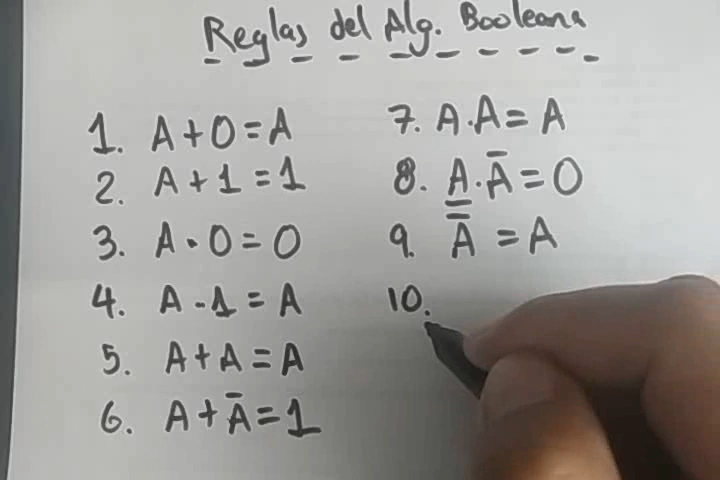 Reglas del Alg. Booleana
1. A + 0 = A
2. A + 1 = 1
3. A • 0 = 0
4. A · 1 = A
5. A + A = A
6. A + Ā = 1
7. A · A = A
8. A · Ā = 0
9. A̿ = A
10.